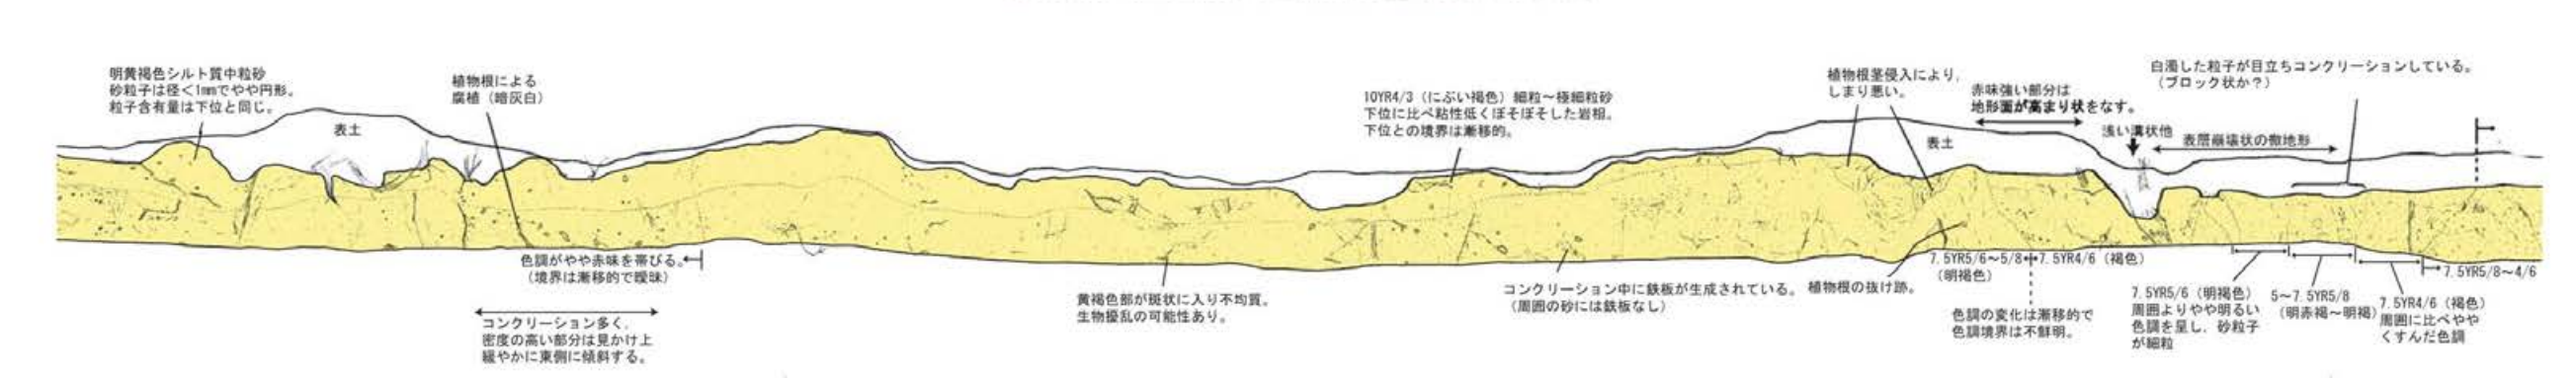 明黄褐色シルト質中粒砂
砂粒子は径<1mmでやや円形。
粒子含有量は下位と同じ。
表土
植物根による
腐植（暗灰白）
10YR4/3（にぶい褐色）細粒～極細粒砂
下位に比べ粘性低くぼそぼそした岩相。
下位との境界は漸移的。
植物根茎侵入により、
しまり悪い。
表土
赤味強い部分は
地形面が高まり状をなす。
浅い溝状他
白濁した粒子が目立ちコンクリーションしている。
（ブロック状か？）
表層崩壊状の微地形
色調がやや赤味を帯びる。
（境界は漸移的で曖昧）
コンクリーション多く、
密度の高い部分は見かけ上
緩やかに東側に傾斜する。
黄褐色部が斑状に入り不均質。
生物擾乱の可能性あり。
コンクリーション中に鉄板が生成されている。
（周囲の砂には鉄板なし）
植物根の抜け跡。
7.5YR5/6～5/8
（明褐色）
7.5YR4/6（褐色）
色調の変化は漸移的で
色調境界は不鮮明。
7.5YR5/6（明褐色）
周囲よりやや明るい
色調を呈し、砂粒子
が細粒
5～7.5YR5/8
（明赤褐～明褐）
7.5YR4/6（褐色）
周囲に比べやや
くすんだ色調
7.5YR5/8～4/6